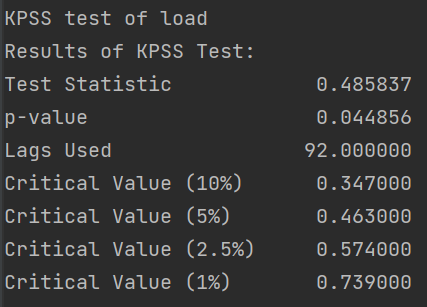 KPSS test of load
Results of KPSS Test:
Test Statistic 0.485837
p-value 0.044856
Lags Used 92.000000
Critical Value (10%) 0.347000
Critical Value (5%) 0.463000
Critical Value (2.5%) 0.574000
Critical Value (1%) 0.739000